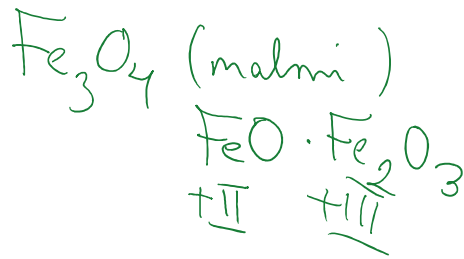 Fe₃O₄ (malmi)
FeO · Fe₂O₃
+II +III